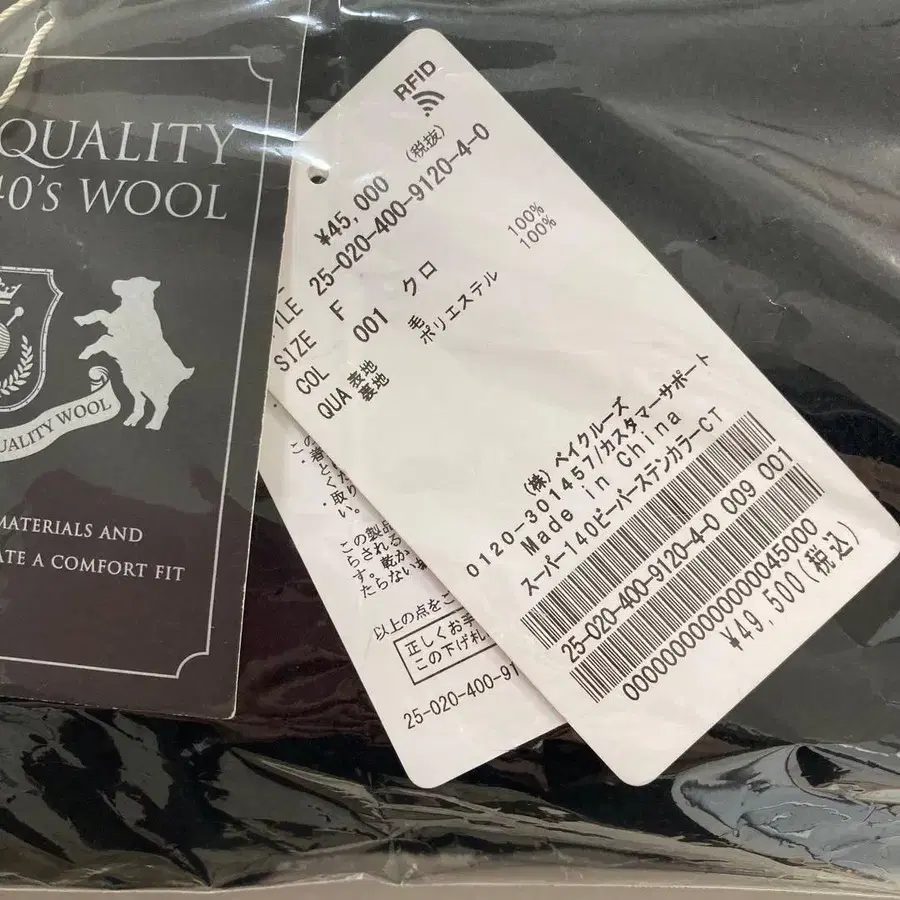 QUALITY
40'S WOOL
QUALITY WOOL
MATERIALS AND
ATE A COMFORT FIT
RFID
¥45,000 (税抜)
25-020-400-9120-4-0
SIZE F
COL 001 クロ
QUA 表地 毛 100%
裏地 ポリエステル 100%
(株) ベイクルーズ
0120-301457/カスタマーサポート
Made in China
スーパー140ビーバーステンカラーCT
25-020-400-9120-4-0 009 001
0000000000000045000
¥49,500(税込)
この製品
以上の点をご
正しくお手
この下げ札
25-020-400-91